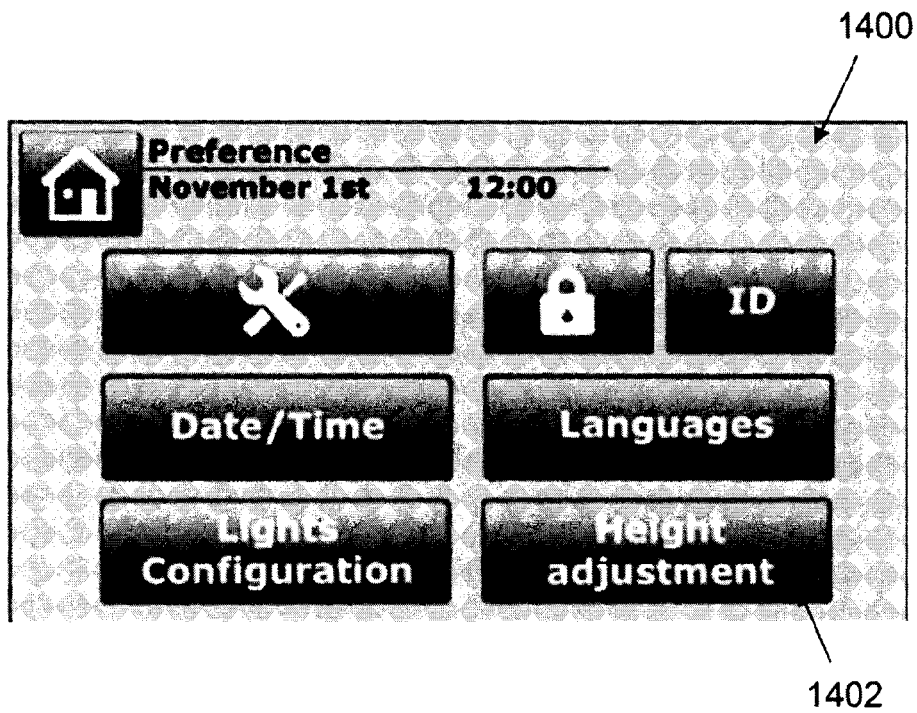 1400
Preference
November 1st 12:00
ID
Date/Time
Languages
Lights
Configuration
Height
adjustment
1402